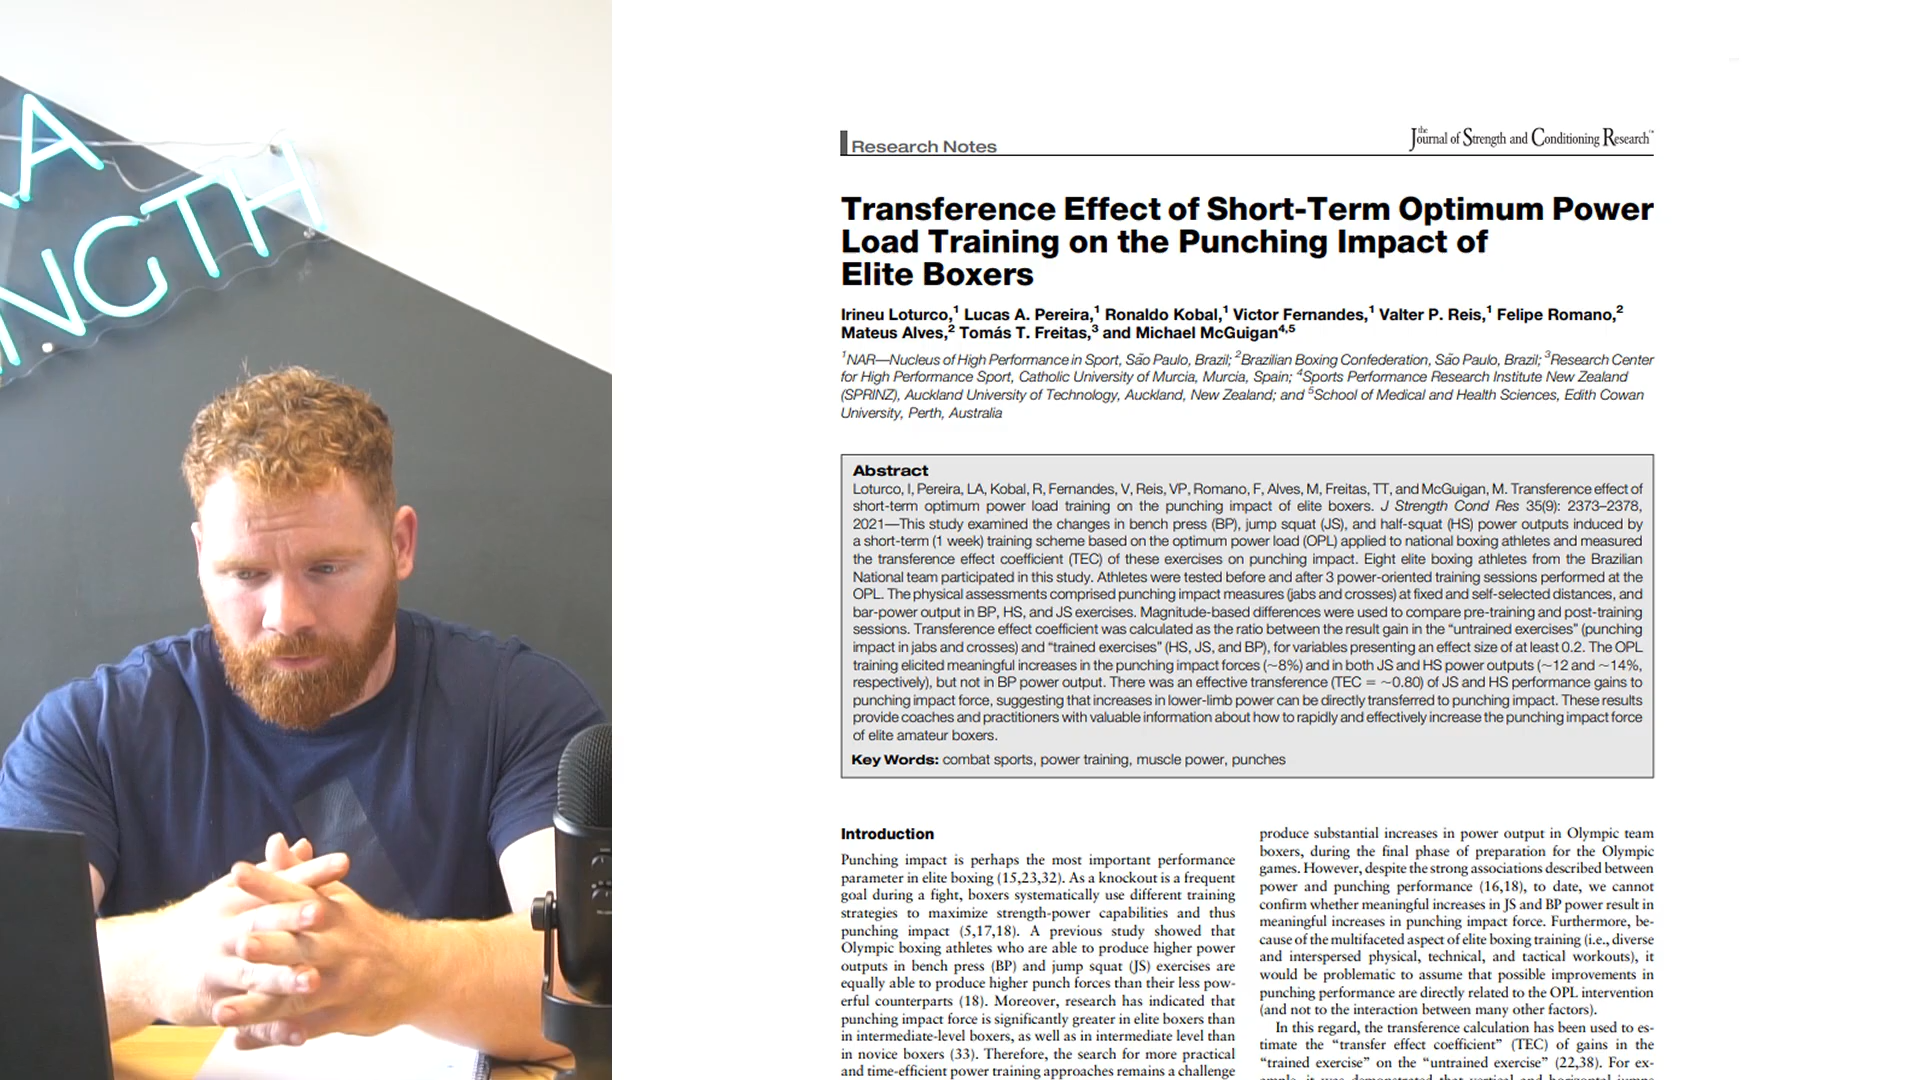 A
NGTH
Research Notes
the Journal of Strength and Conditioning Research™
Transference Effect of Short-Term Optimum Power
Load Training on the Punching Impact of
Elite Boxers
Irineu Loturco,1 Lucas A. Pereira,1 Ronaldo Kobal,1 Victor Fernandes,1 Valter P. Reis,1 Felipe Romano,2
Mateus Alves,2 Tomás T. Freitas,3 and Michael McGuigan4,5
1NAR—Nucleus of High Performance in Sport, São Paulo, Brazil; 2Brazilian Boxing Confederation, São Paulo, Brazil; 3Research Center
for High Performance Sport, Catholic University of Murcia, Murcia, Spain; 4Sports Performance Research Institute New Zealand
(SPRINZ), Auckland University of Technology, Auckland, New Zealand; and 5School of Medical and Health Sciences, Edith Cowan
University, Perth, Australia
Abstract
Loturco, I, Pereira, LA, Kobal, R, Fernandes, V, Reis, VP, Romano, F, Alves, M, Freitas, TT, and McGuigan, M. Transference effect of
short-term optimum power load training on the punching impact of elite boxers. J Strength Cond Res 35(9): 2373–2378,
2021—This study examined the changes in bench press (BP), jump squat (JS), and half-squat (HS) power outputs induced by
a short-term (1 week) training scheme based on the optimum power load (OPL) applied to national boxing athletes and measured
the transference effect coefficient (TEC) of these exercises on punching impact. Eight elite boxing athletes from the Brazilian
National team participated in this study. Athletes were tested before and after 3 power-oriented training sessions performed at the
OPL. The physical assessments comprised punching impact measures (jabs and crosses) at fixed and self-selected distances, and
bar-power output in BP, HS, and JS exercises. Magnitude-based differences were used to compare pre-training and post-training
sessions. Transference effect coefficient was calculated as the ratio between the result gain in the “untrained exercises” (punching
impact in jabs and crosses) and “trained exercises” (HS, JS, and BP), for variables presenting an effect size of at least 0.2. The OPL
training elicited meaningful increases in the punching impact forces (~8%) and in both JS and HS power outputs (~12 and ~14%,
respectively), but not in BP power output. There was an effective transference (TEC = ~0.80) of JS and HS performance gains to
punching impact force, suggesting that increases in lower-limb power can be directly transferred to punching impact. These results
provide coaches and practitioners with valuable information about how to rapidly and effectively increase the punching impact force
of elite amateur boxers.
Key Words: combat sports, power training, muscle power, punches
Introduction
Punching impact is perhaps the most important performance
parameter in elite boxing (15,23,32). As a knockout is a frequent
goal during a fight, boxers systematically use different training
strategies to maximize strength-power capabilities and thus
punching impact (5,17,18). A previous study showed that
Olympic boxing athletes who are able to produce higher power
outputs in bench press (BP) and jump squat (JS) exercises are
equally able to produce higher punch forces than their less pow-
erful counterparts (18). Moreover, research has indicated that
punching impact force is significantly greater in elite boxers than
in intermediate-level boxers, as well as in intermediate level than
in novice boxers (33). Therefore, the search for more practical
and time-efficient power training approaches remains a challenge
produce substantial increases in power output in Olympic team
boxers, during the final phase of preparation for the Olympic
games. However, despite the strong associations described between
power and punching performance (16,18), to date, we cannot
confirm whether meaningful increases in JS and BP power result in
meaningful increases in punching impact force. Furthermore, be-
cause of the multifaceted aspect of elite boxing training (i.e., diverse
and interspersed physical, technical, and tactical workouts), it
would be problematic to assume that possible improvements in
punching performance are directly related to the OPL intervention
(and not to the interaction between many other factors).
In this regard, the transference calculation has been used to es-
timate the “transfer effect coefficient” (TEC) of gains in the
“trained exercise” on the “untrained exercise” (22,38). For ex-